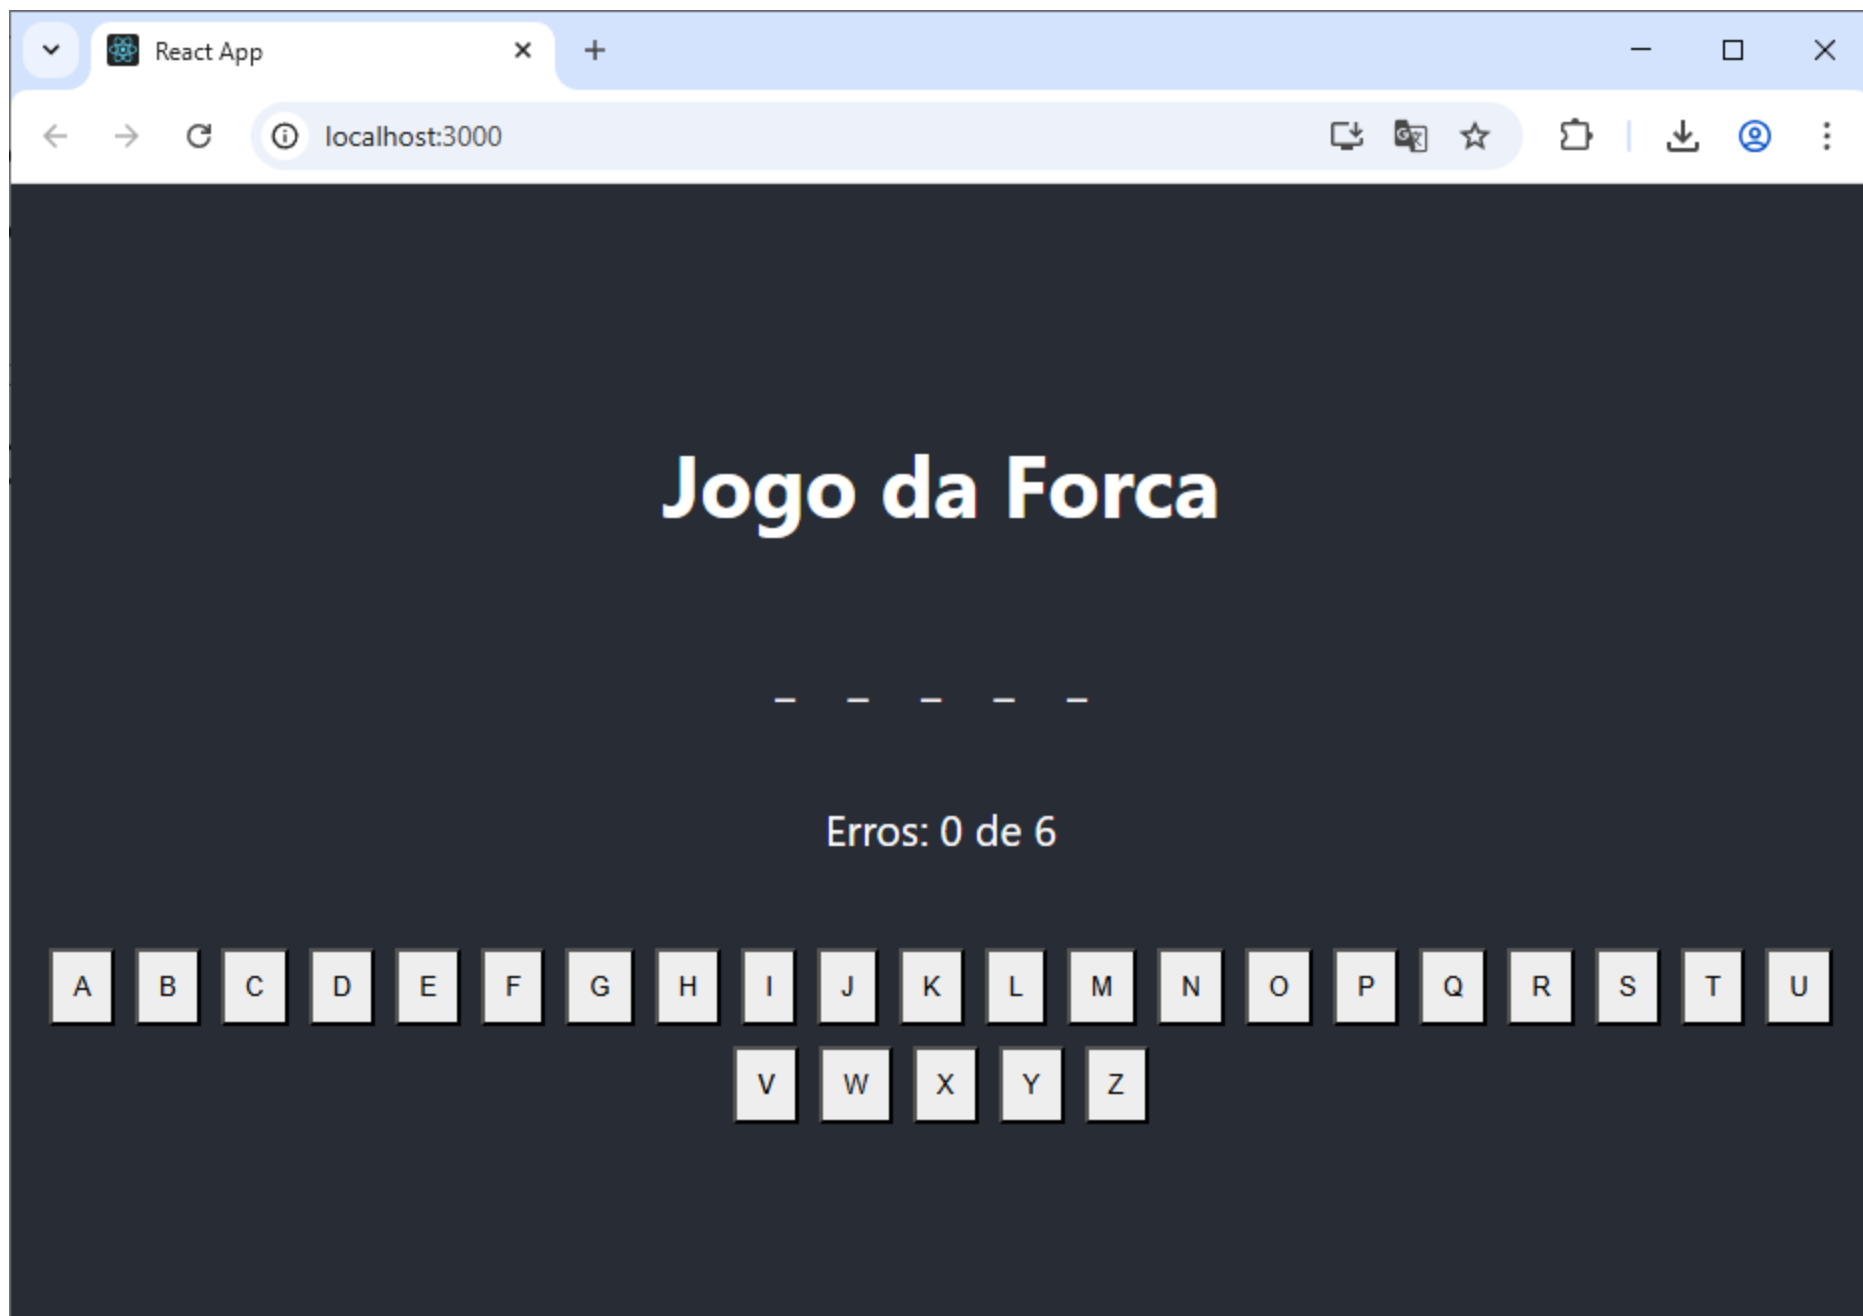 React App
localhost:3000
Jogo da Forca
_ _ _ _ _
Erros: 0 de 6
A B C D E F G H I J K L M N O P Q R S T U
V W X Y Z